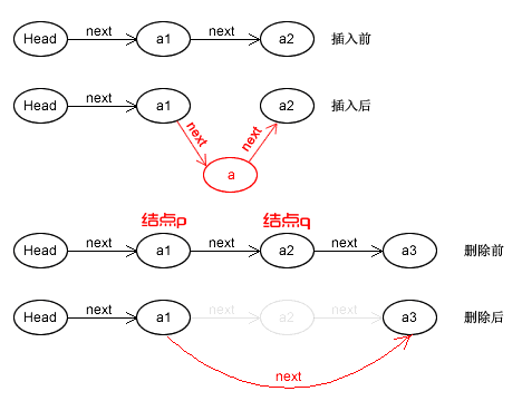 Head next a1 next a2 插入前
Head next a1 a2 插入后
next next
a
结点p 结点q
Head next a1 next a2 next a3 删除前
Head next a1 next a2 next a3 删除后
next